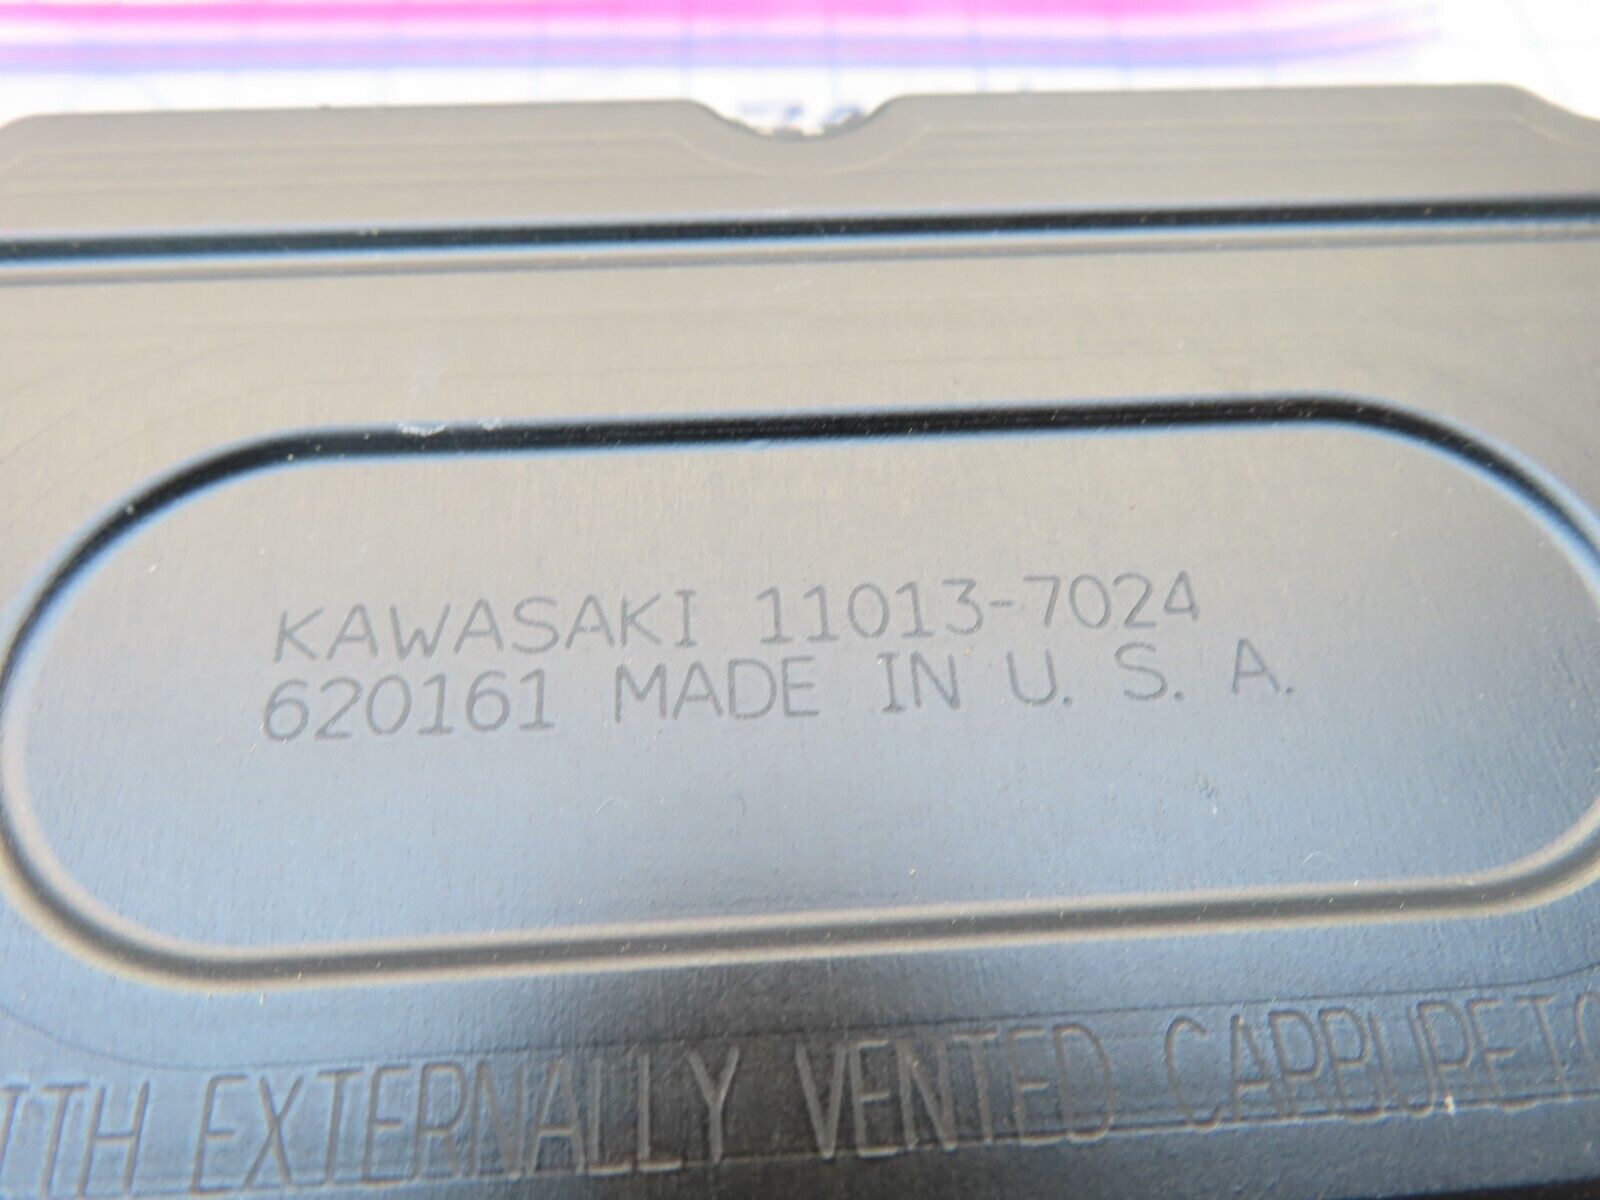 KAWASAKI 11013-7024
620161 MADE IN U. S. A.
EXTERNALLY VENTED